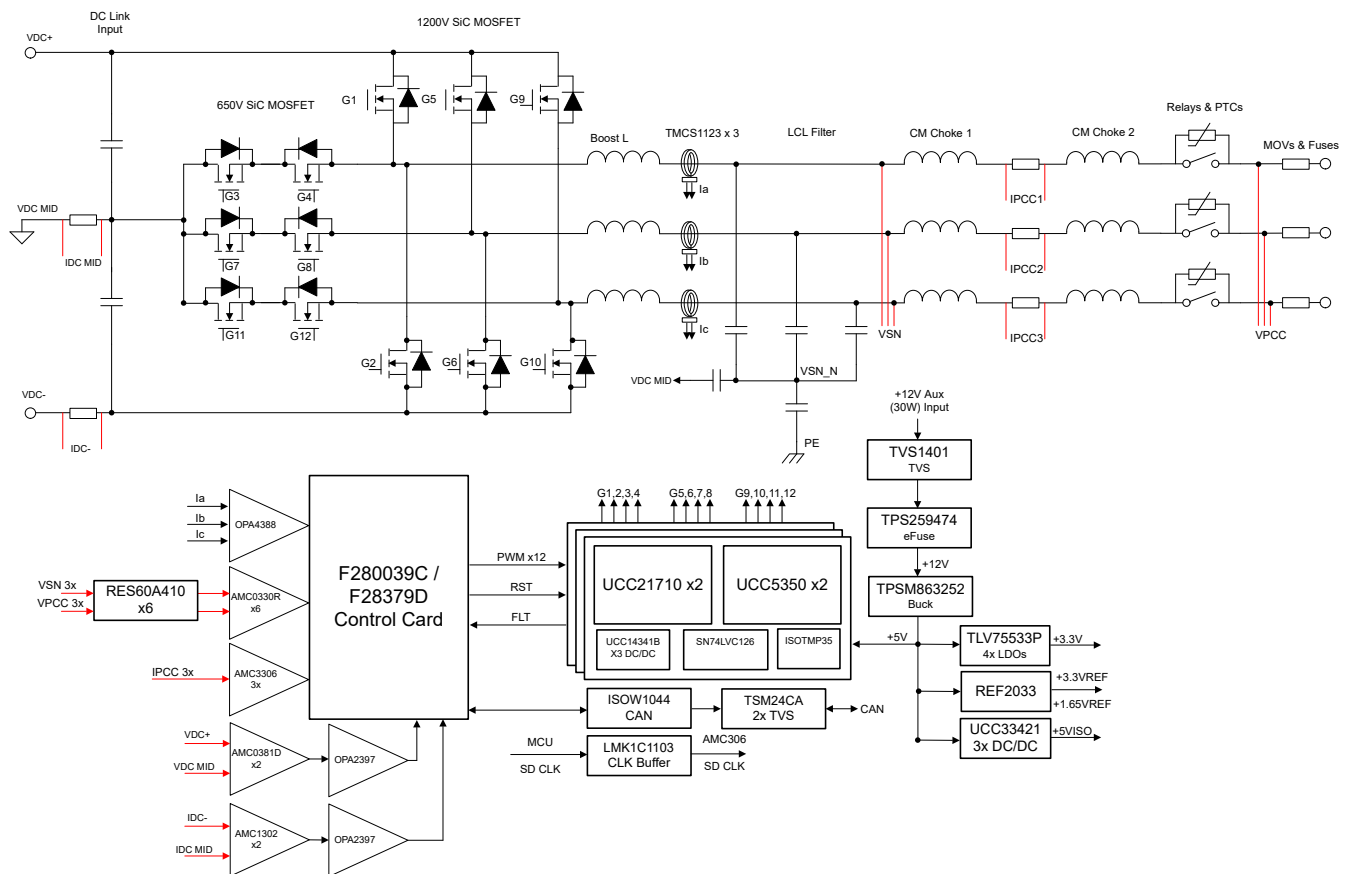 DC Link
Input
1200V SiC MOSFET
VDC+
G1
G5
G9
650V SiC MOSFET
Relays & PTCs
Boost L
TMCS1123 x 3
LCL Filter
CM Choke 1
CM Choke 2
MOVs & Fuses
G3
G4
Ia
IPCC1
VDC MID
G7
G8
Ib
IPCC2
IDC MID
G11
G12
Ic
VSN
IPCC3
VPCC
G2
G6
G10
VDC MID
VSN_N
VDC-
IDC-
PE
+12V Aux
(30W) Input
TVS1401
TVS
TPS259474
eFuse
+12V
TPSM863252
Buck
+5V
TLV75533P
4x LDOs
+3.3V
REF2033
+3.3VREF
+1.65VREF
UCC33421
3x DC/DC
+5VISO
Ia
Ib
Ic
OPA4388
VSN 3x
VPCC 3x
RES60A410
x6
AMC0330R
x6
IPCC 3x
AMC3306
3x
VDC+
VDC MID
AMC0381D
x2
OPA2397
IDC-
IDC MID
AMC1302
x2
OPA2397
F280039C /
F28379D
Control Card
PWM x12
RST
FLT
G1,2,3,4
G5,6,7,8
G9,10,11,12
UCC21710 x2
UCC5350 x2
UCC14341B
X3 DC/DC
SN74LVC126
ISOTMP35
ISOW1044
CAN
TSM24CA
2x TVS
CAN
MCU
SD CLK
LMK1C1103
CLK Buffer
AMC306
SD CLK